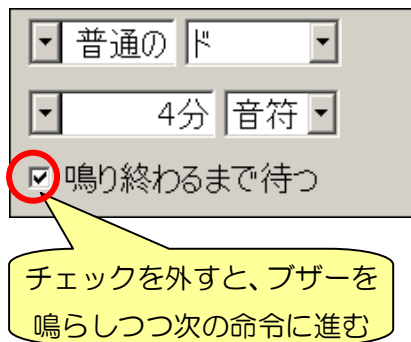 普通の ド
4分 音符
鳴り終わるまで待つ
チェックを外すと、ブザーを
鳴らしつつ次の命令に進む